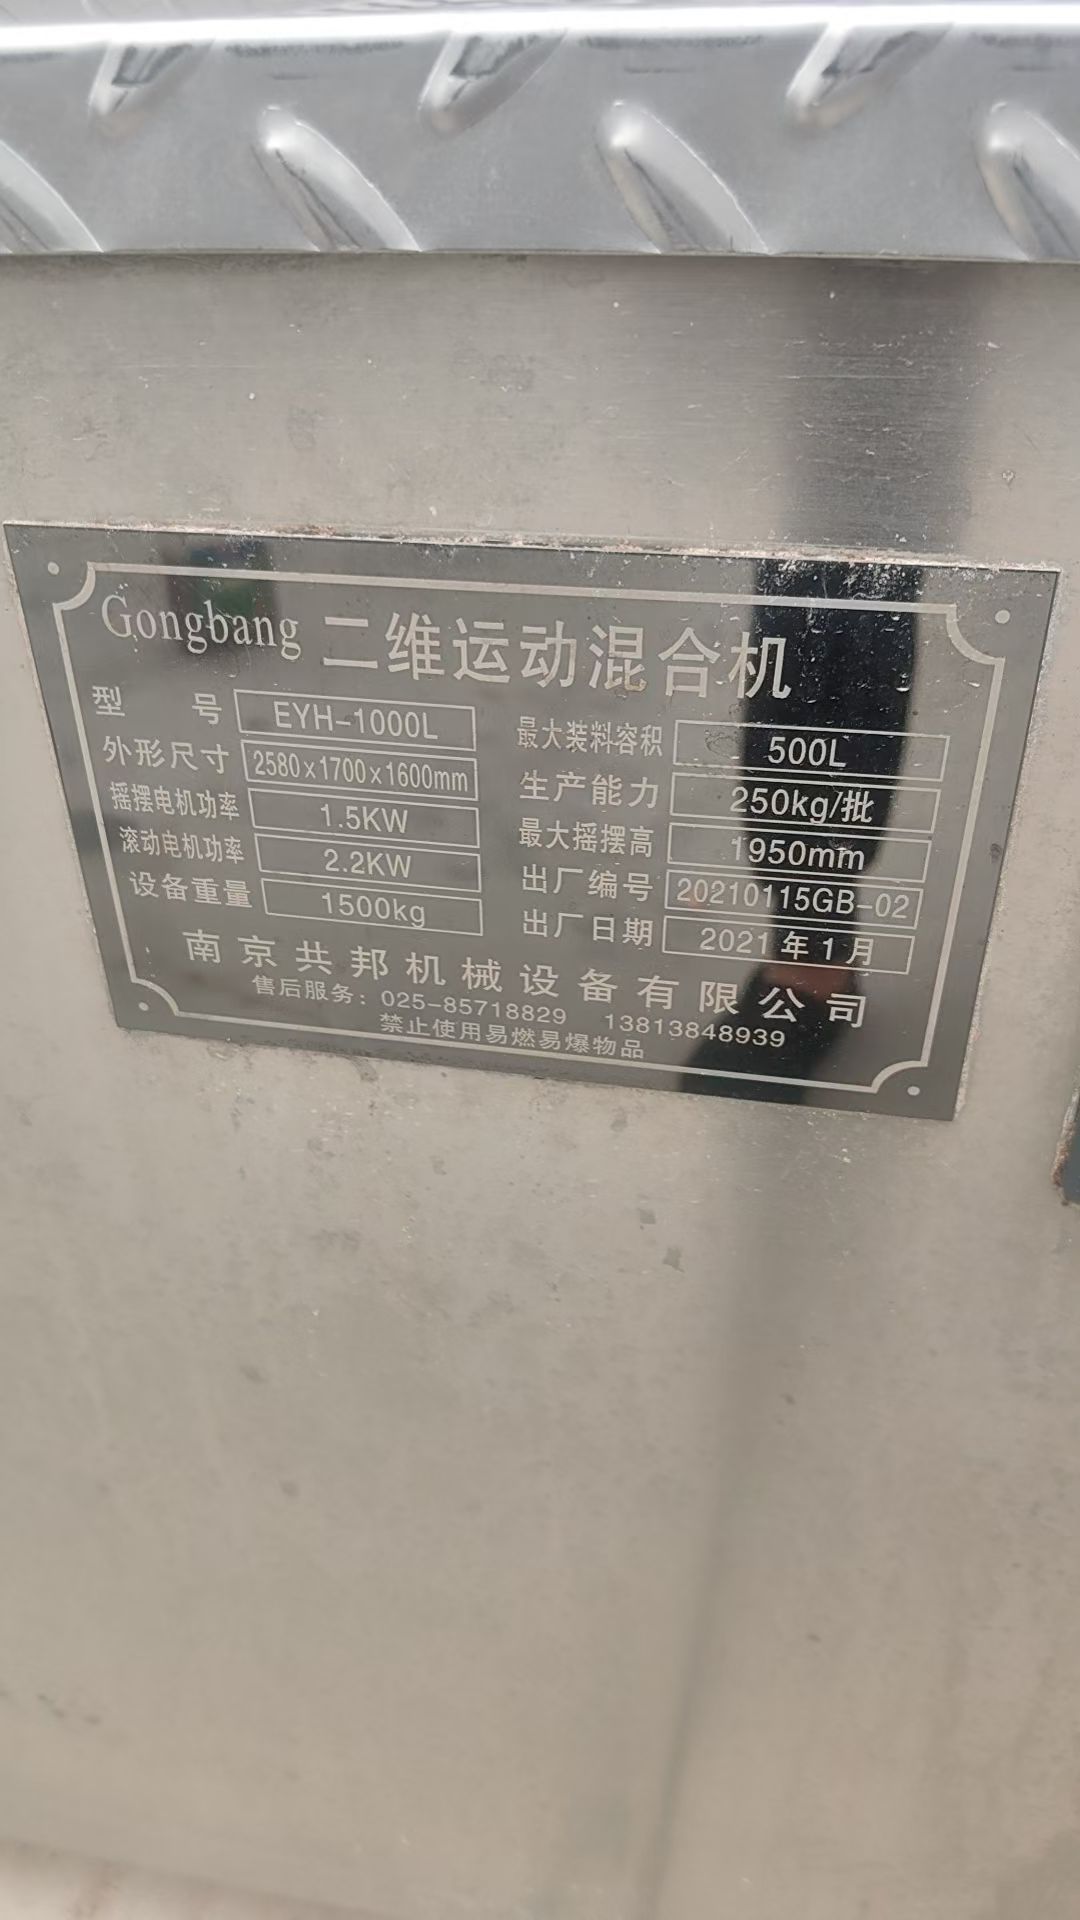 Gongbang 二维运动混合机
型号 EYH-1000L 最大装料容积 500L
外形尺寸 2580x1700x1600mm 生产能力 250kg/批
摇摆电机功率 1.5KW 最大摇摆高 1950mm
滚动电机功率 2.2KW 出厂编号 20210115GB-02
设备重量 1500kg 出厂日期 2021年1月
南京共邦机械设备有限公司
售后服务：025-85718829 13813848939
禁止使用易燃易爆物品